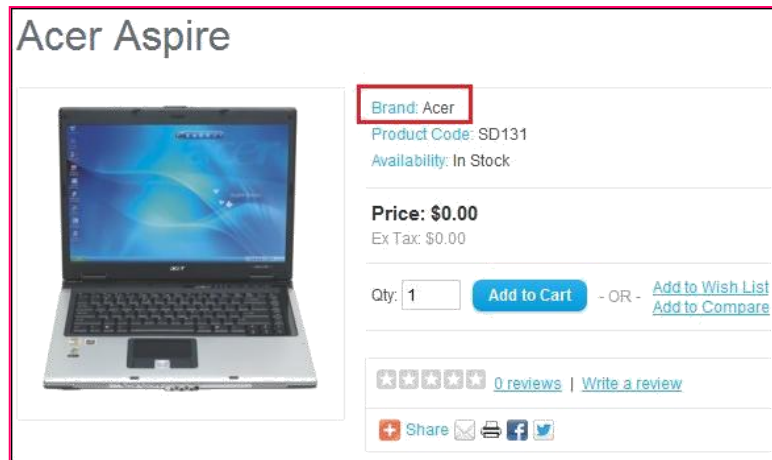 Acer Aspire
Brand: Acer
Product Code: SD131
Availability: In Stock
Price: $0.00
Ex Tax: $0.00
Qty: 1 Add to Cart - OR - Add to Wish List
Add to Compare
0 reviews | Write a review
Share
acer